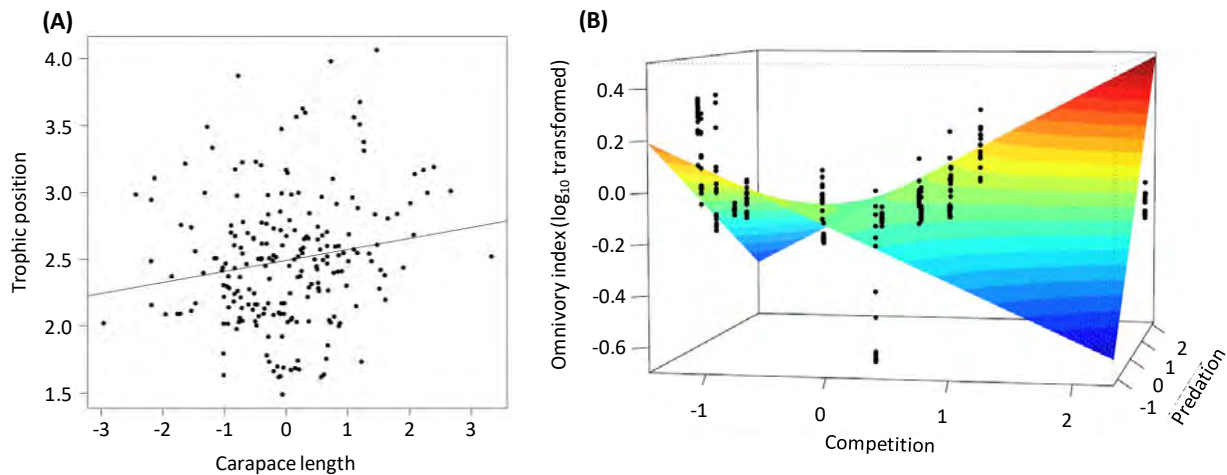 (A)
Trophic position
4.0
3.5
3.0
2.5
2.0
1.5
-3 -2 -1 0 1 2 3
Carapace length
(B)
Omnivory index (log₁₀ transformed)
0.4
0.2
0.0
-0.2
-0.4
-0.6
-1 0 1 2
Competition
2
1
0
-1
Predation